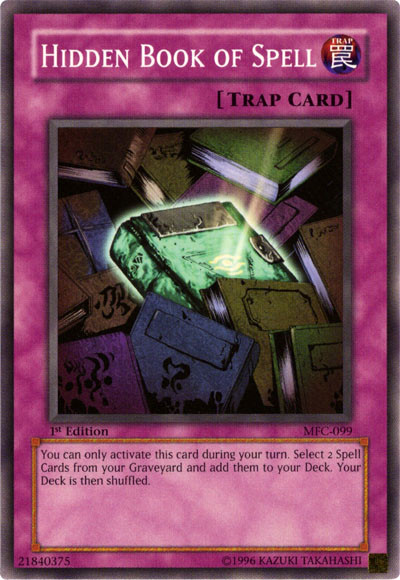 HIDDEN BOOK OF SPELL
TRAP
罠
[TRAP CARD]
1st Edition
MFC-099
You can only activate this card during your turn. Select 2 Spell
Cards from your Graveyard and add them to your Deck. Your
Deck is then shuffled.
21840375
©1996 KAZUKI TAKAHASHI